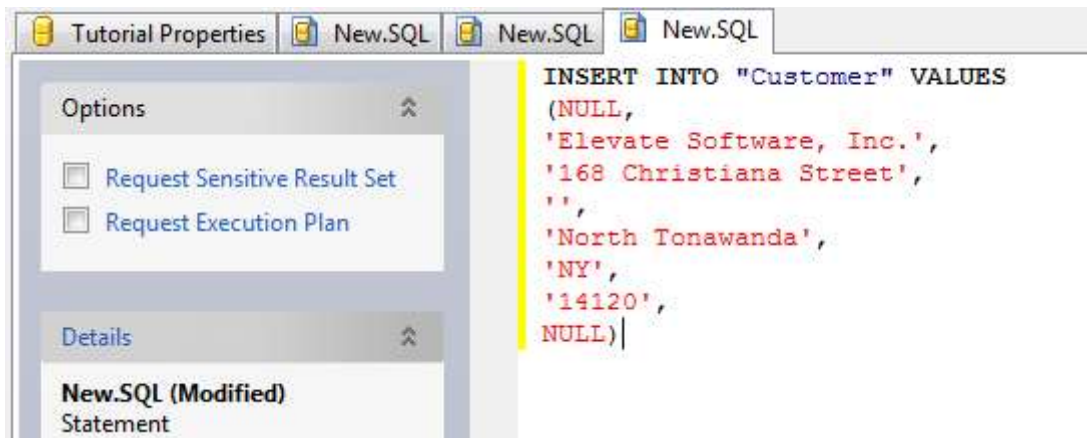 Tutorial Properties New.SQL New.SQL New.SQL
Options
Request Sensitive Result Set
Request Execution Plan
Details
New.SQL (Modified)
Statement
INSERT INTO "Customer" VALUES
(NULL,
'Elevate Software, Inc.',
'168 Christiana Street',
'',
'North Tonawanda',
'NY',
'14120',
NULL)